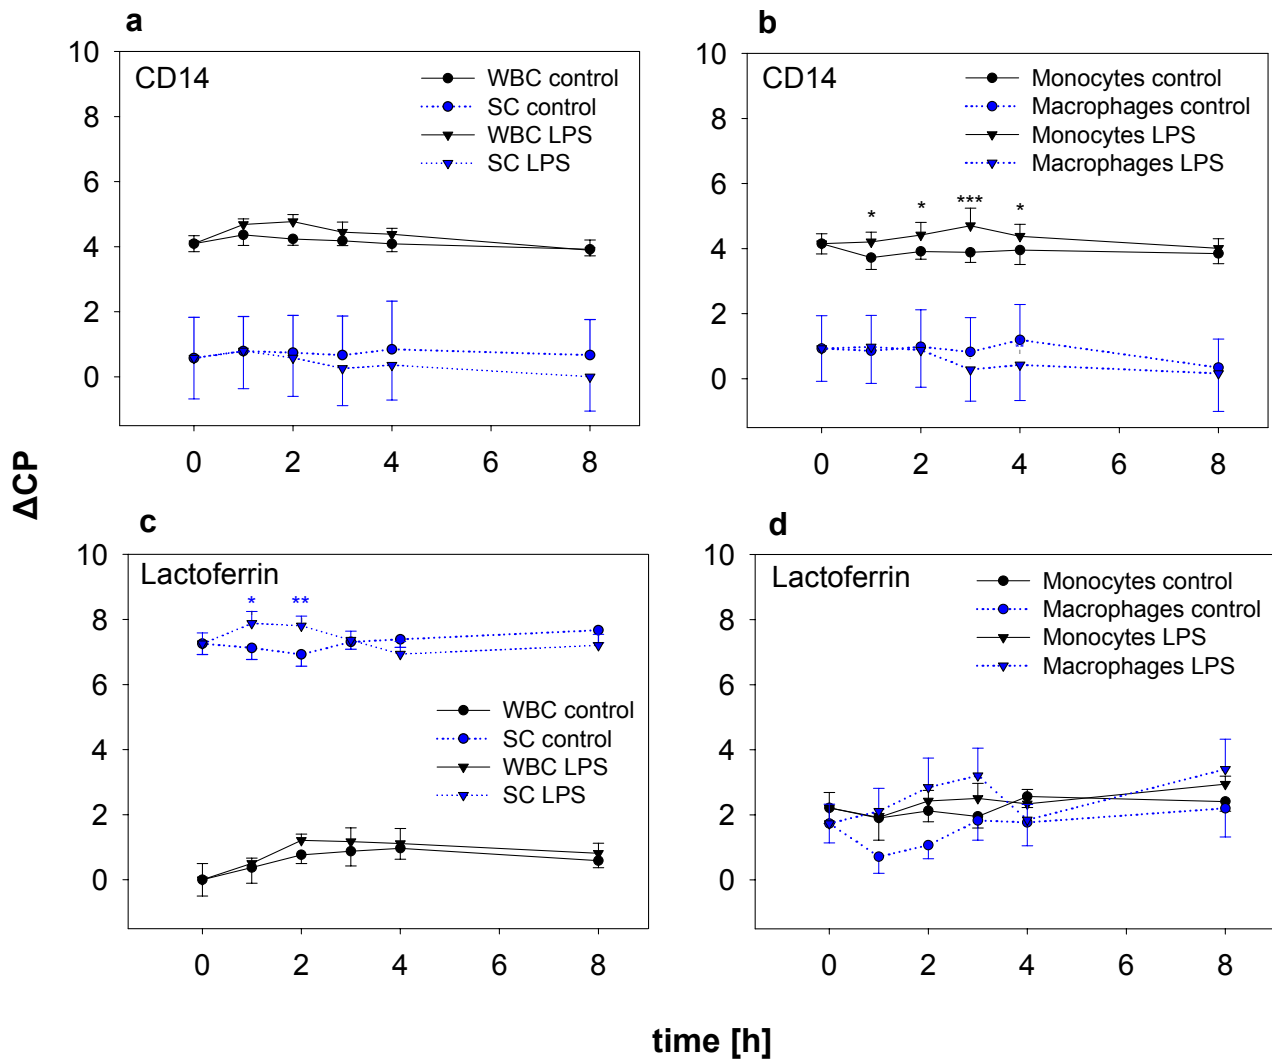 a
CD14
WBC control
SC control
WBC LPS
SC LPS
10
8
6
4
2
0
0 2 4 6 8
b
CD14
Monocytes control
Macrophages control
Monocytes LPS
Macrophages LPS
* * *** *
10
8
6
4
2
0
0 2 4 6 8
ΔCP
c
Lactoferrin
* **
WBC control
SC control
WBC LPS
SC LPS
10
8
6
4
2
0
0 2 4 6 8
d
Lactoferrin
Monocytes control
Macrophages control
Monocytes LPS
Macrophages LPS
10
8
6
4
2
0
0 2 4 6 8
time [h]